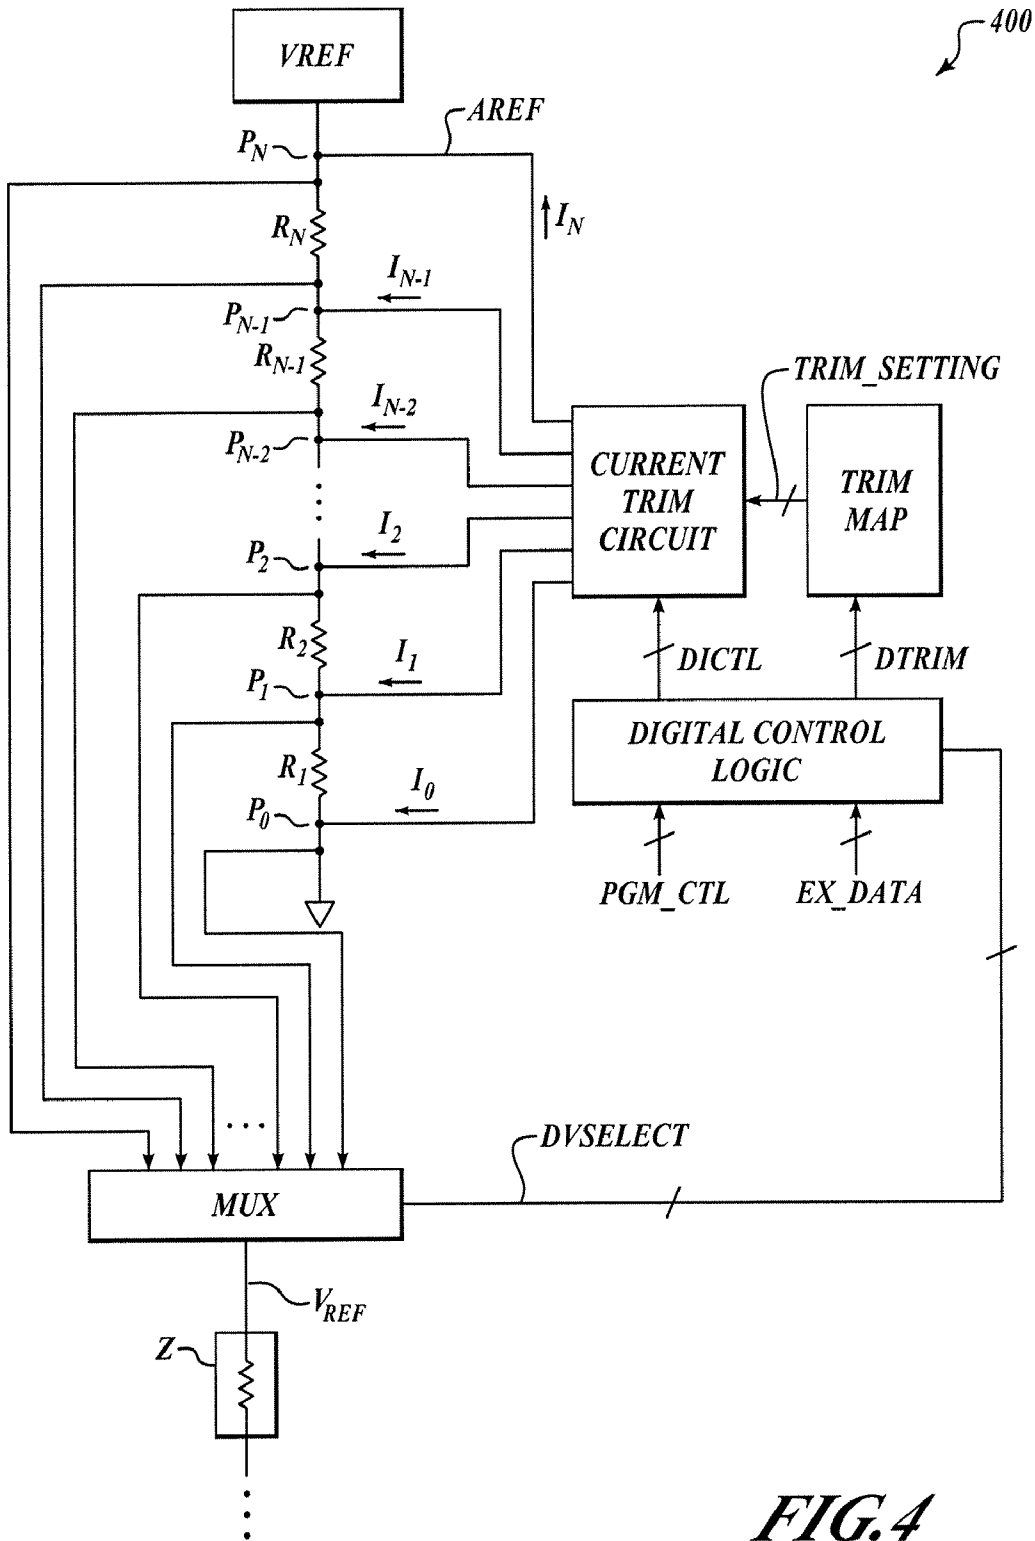 400
VREF
AREF
P_N
I_N
R_N
I_N-1
P_N-1
R_N-1
TRIM_SETTING
I_N-2
P_N-2
CURRENT
TRIM
CIRCUIT
TRIM
MAP
I_2
P_2
R_2
I_1
DICTL
DTRIM
P_1
DIGITAL CONTROL
LOGIC
R_1
I_0
P_0
PGM_CTL
EX_DATA
DVSELECT
MUX
V_REF
Z
FIG.4